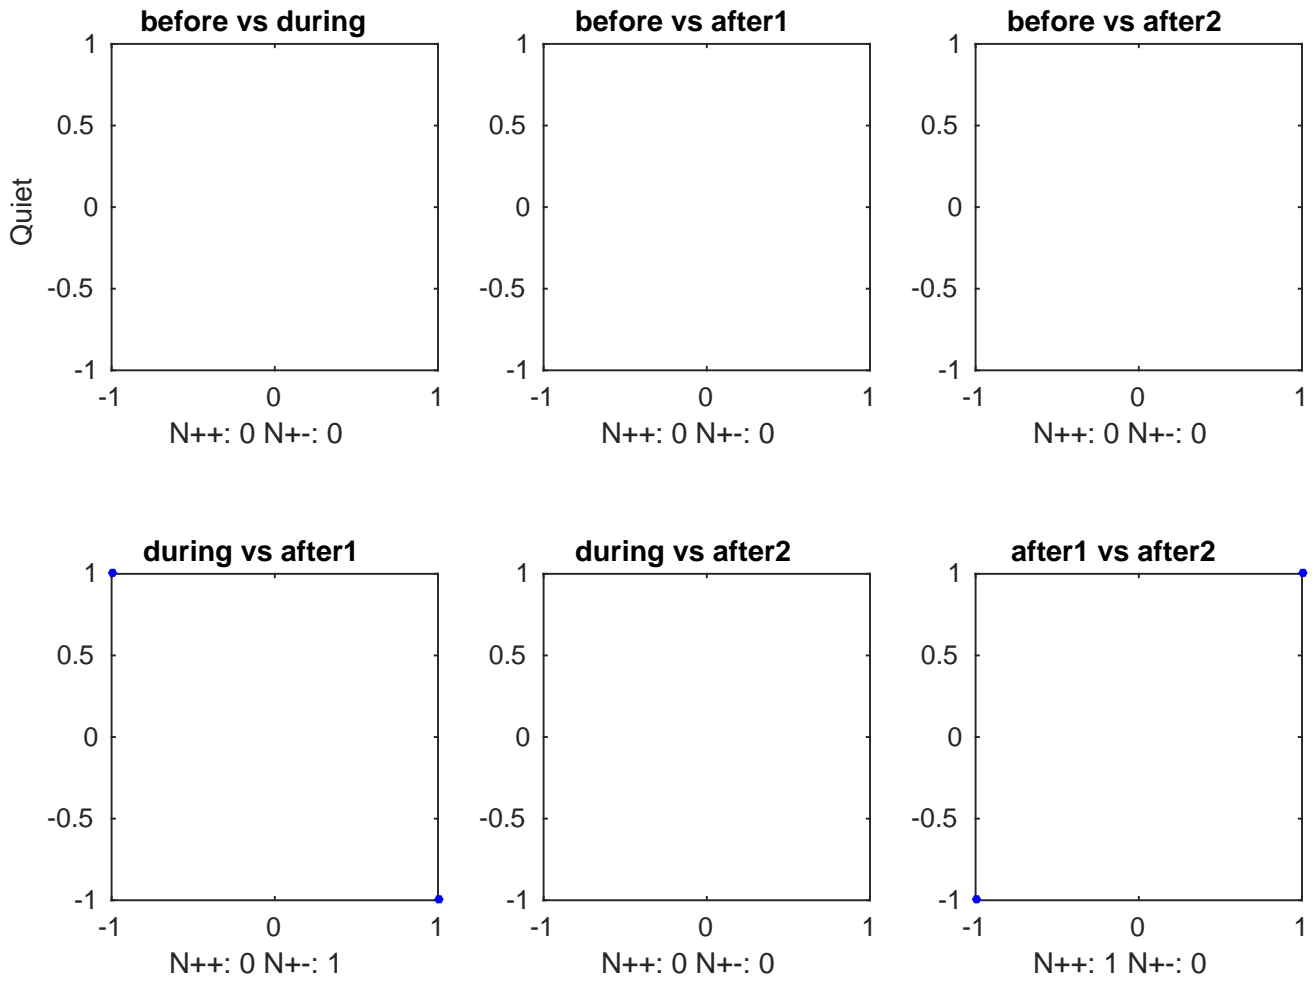 before vs during
before vs after1
before vs after2
1
0.5
0
-0.5
-1
Quiet
-1 0 1
N++: 0 N+-: 0
1
0.5
0
-0.5
-1
-1 0 1
N++: 0 N+-: 0
1
0.5
0
-0.5
-1
-1 0 1
N++: 0 N+-: 0
during vs after1
during vs after2
after1 vs after2
1
0.5
0
-0.5
-1
-1 0 1
N++: 0 N+-: 1
1
0.5
0
-0.5
-1
-1 0 1
N++: 0 N+-: 0
1
0.5
0
-0.5
-1
-1 0 1
N++: 1 N+-: 0